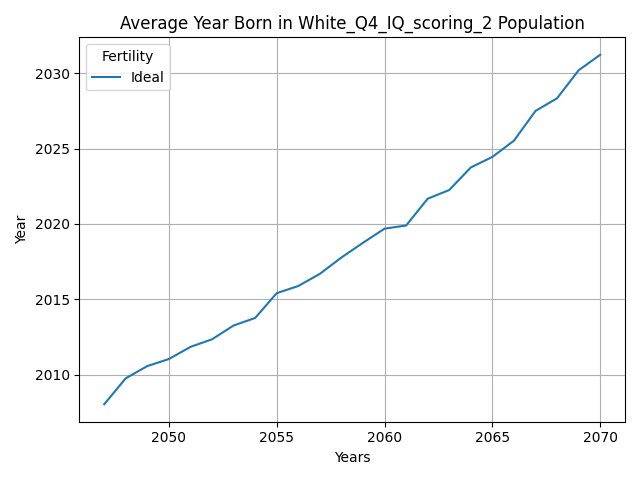 Average Year Born in White_Q4_IQ_scoring_2 Population
Fertility
Ideal
2030
2025
2020
2015
2010
Year
2050 2055 2060 2065 2070
Years